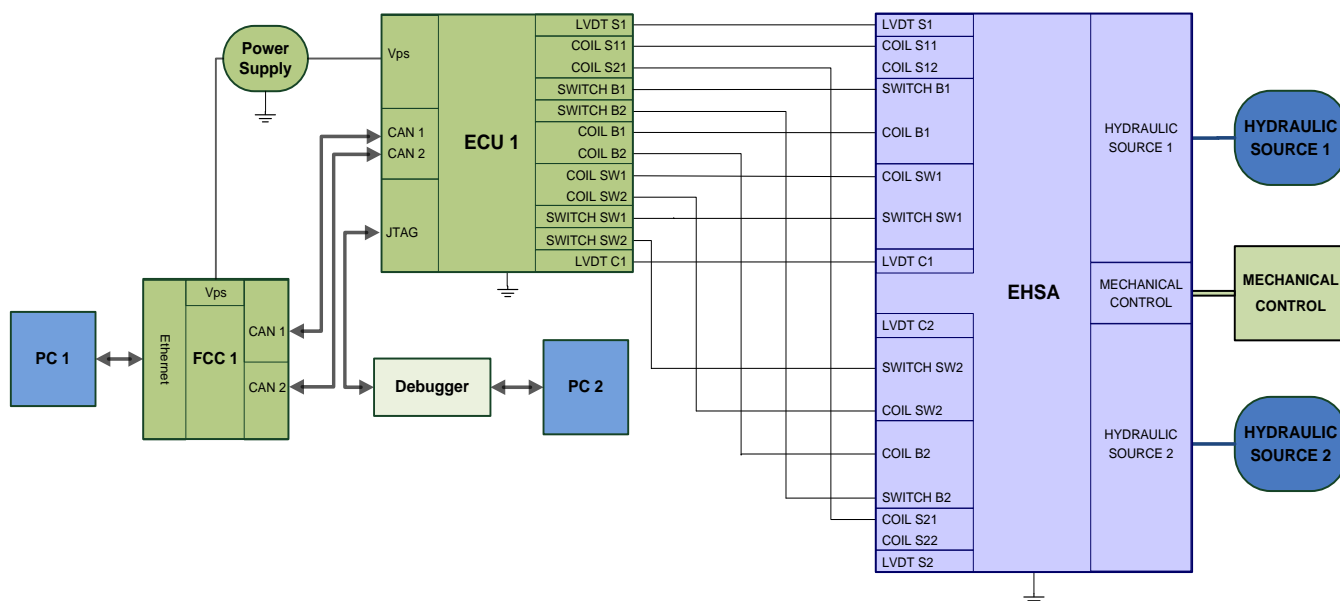 Power
Supply
Vps
CAN 1
CAN 2
JTAG
ECU 1
LVDT S1
COIL S11
COIL S21
SWITCH B1
SWITCH B2
COIL B1
COIL B2
COIL SW1
COIL SW2
SWITCH SW1
SWITCH SW2
LVDT C1
PC 1
Ethernet
Vps
FCC 1
CAN 1
CAN 2
Debugger
PC 2
LVDT S1
COIL S11
COIL S12
SWITCH B1
COIL B1
COIL SW1
SWITCH SW1
LVDT C1
LVDT C2
SWITCH SW2
COIL SW2
COIL B2
SWITCH B2
COIL S21
COIL S22
LVDT S2
EHSA
HYDRAULIC
SOURCE 1
MECHANICAL
CONTROL
HYDRAULIC
SOURCE 2
HYDRAULIC
SOURCE 1
MECHANICAL
CONTROL
HYDRAULIC
SOURCE 2